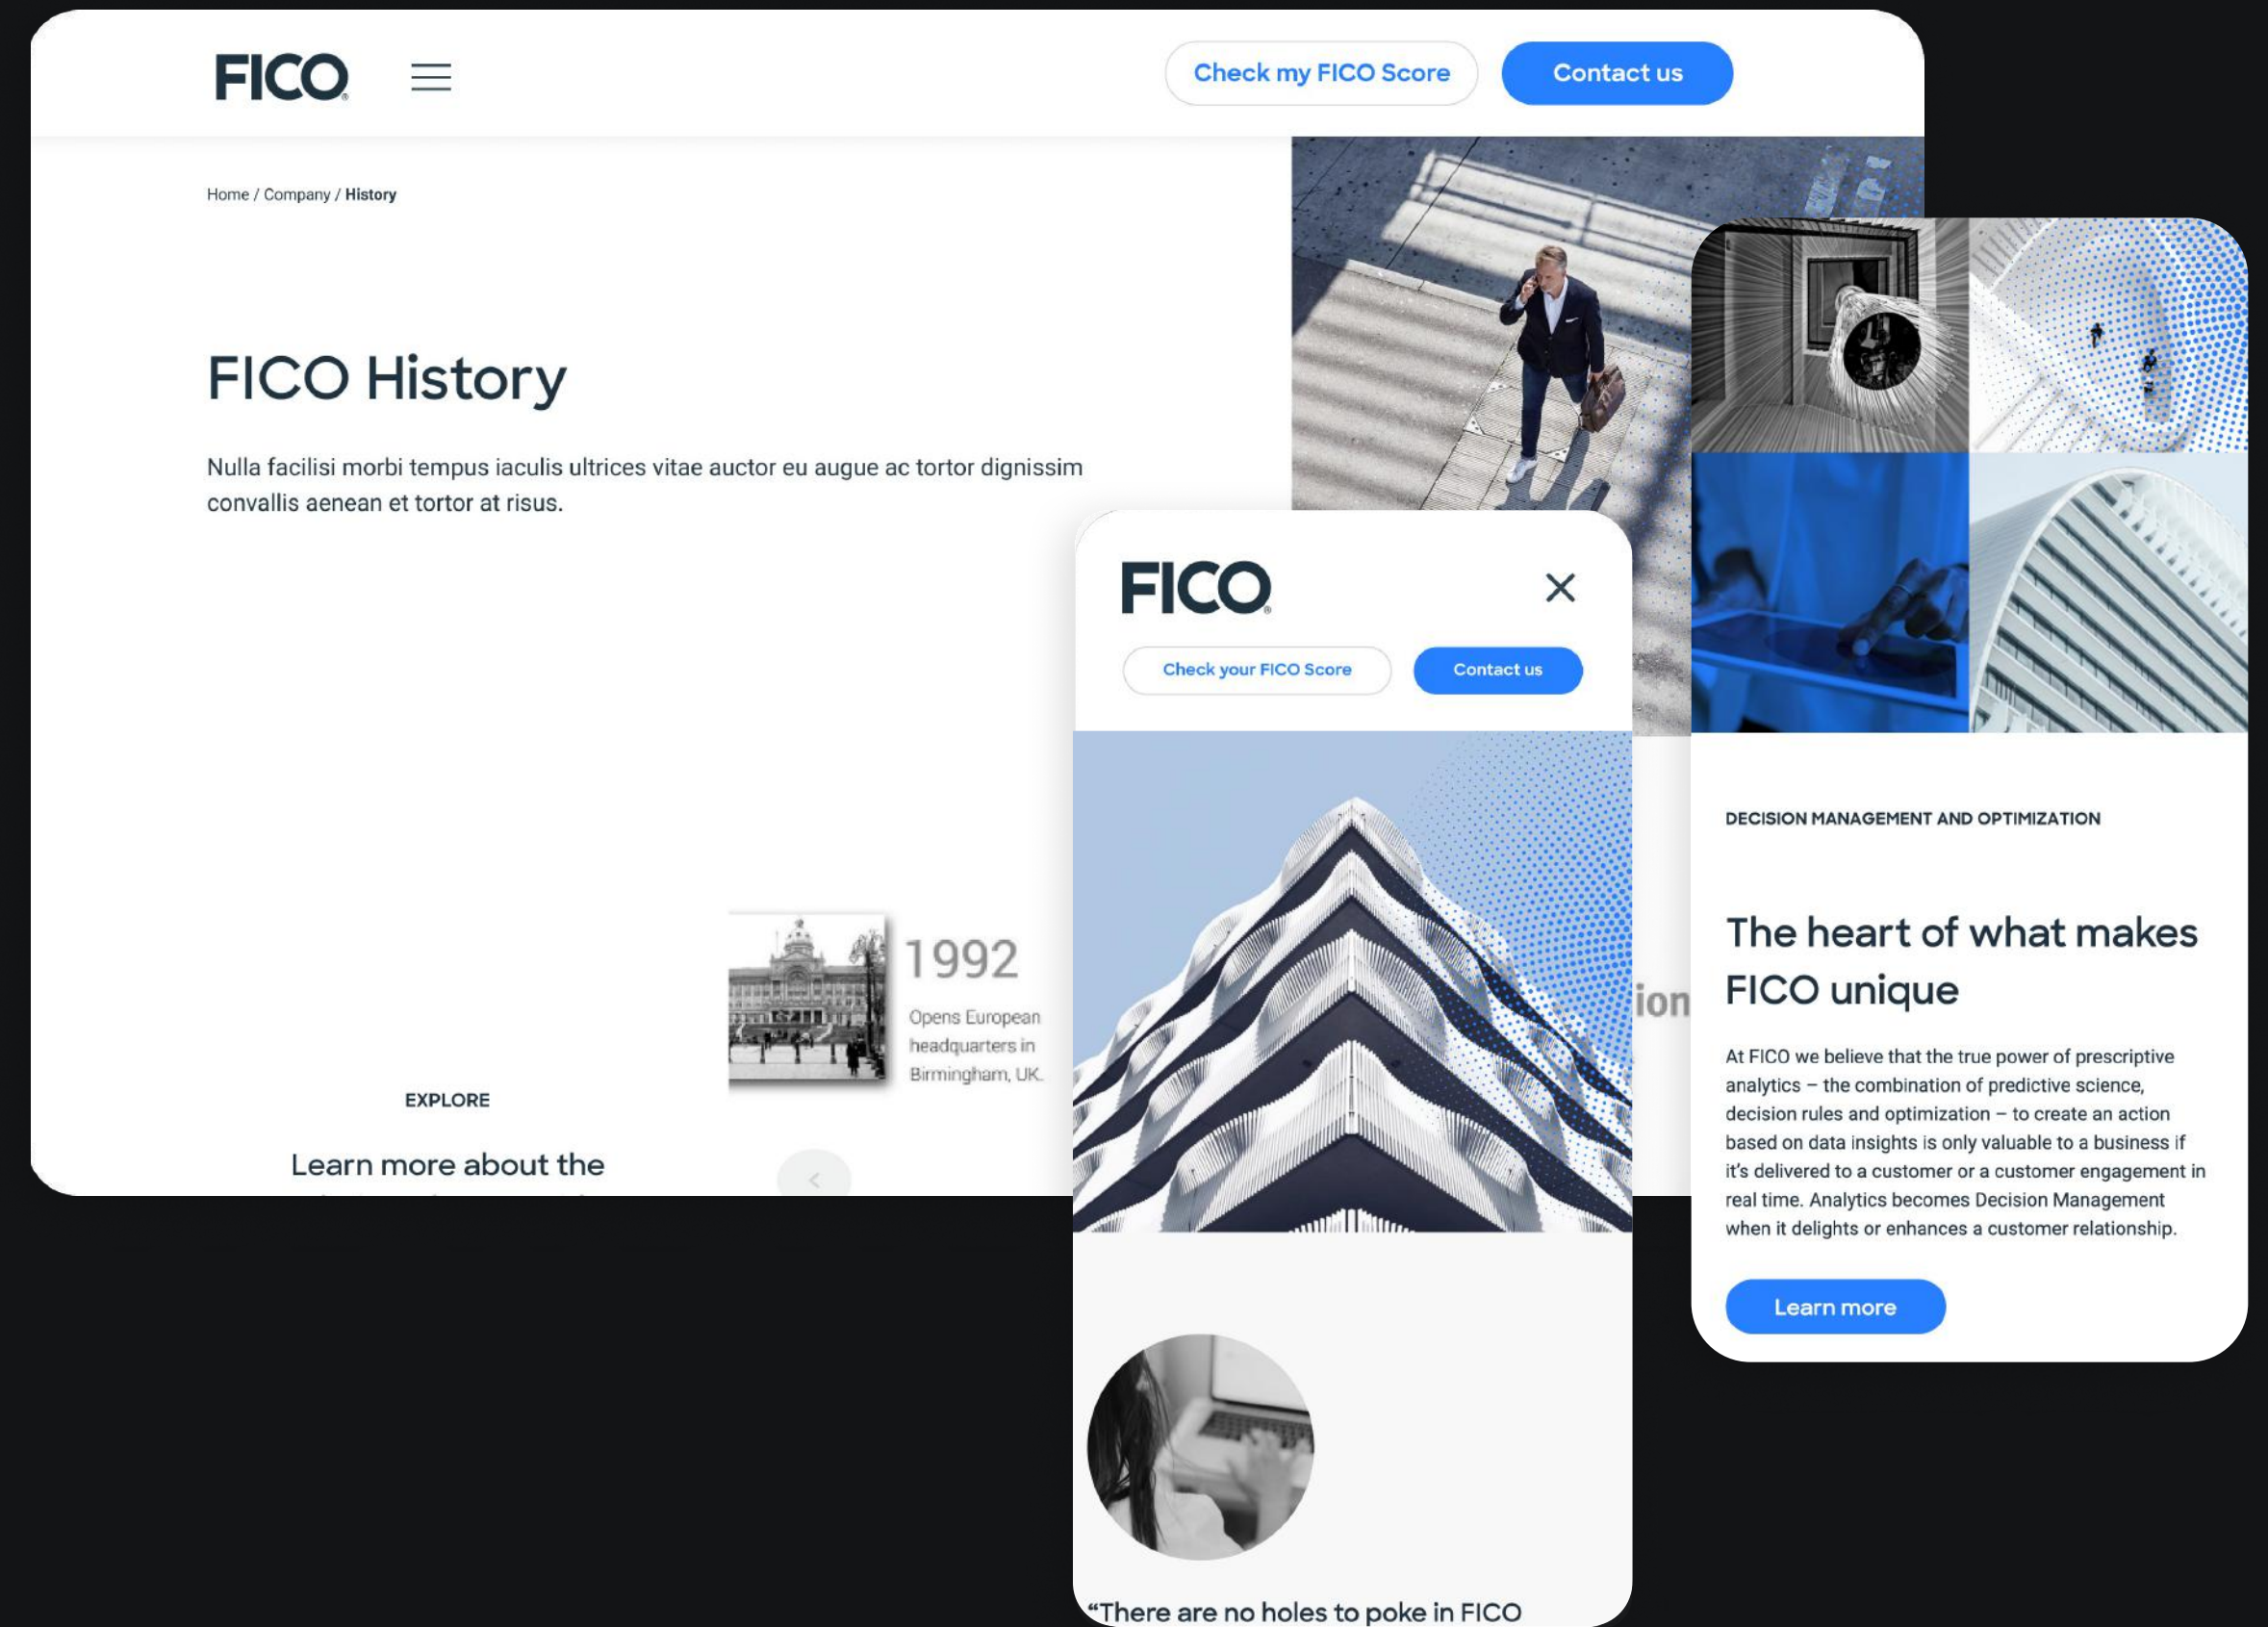 FICO®
Check my FICO Score
Contact us
Home / Company / History
FICO History
Nulla facilisi morbi tempus iaculis ultrices vitae auctor eu augue ac tortor dignissim
convallis aenean et tortor at risus.
1992
Opens European
headquarters in
Birmingham, UK.
ion
EXPLORE
Learn more about the
FICO®
Check your FICO Score
Contact us
“There are no holes to poke in FICO
DECISION MANAGEMENT AND OPTIMIZATION
The heart of what makes
FICO unique
At FICO we believe that the true power of prescriptive
analytics – the combination of predictive science,
decision rules and optimization – to create an action
based on data insights is only valuable to a business if
it’s delivered to a customer or a customer engagement in
real time. Analytics becomes Decision Management
when it delights or enhances a customer relationship.
Learn more